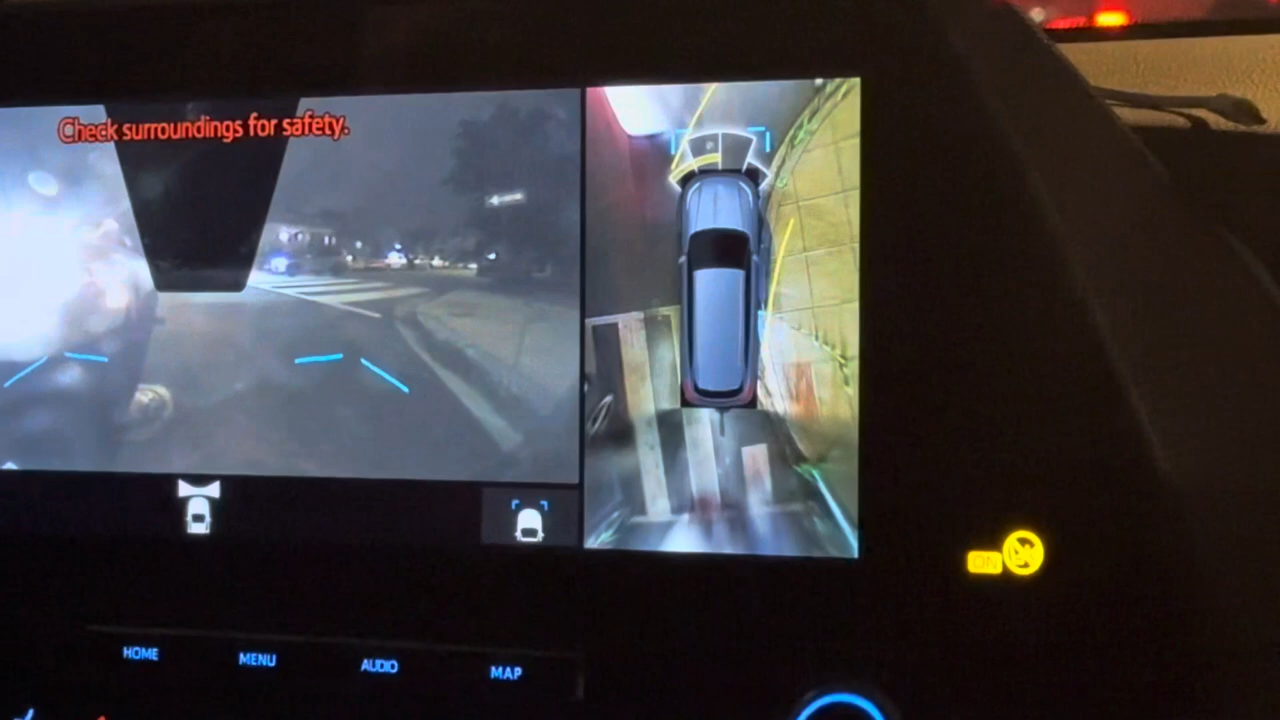 Check surroundings for safety.
ON
HOME
MENU
AUDIO
MAP